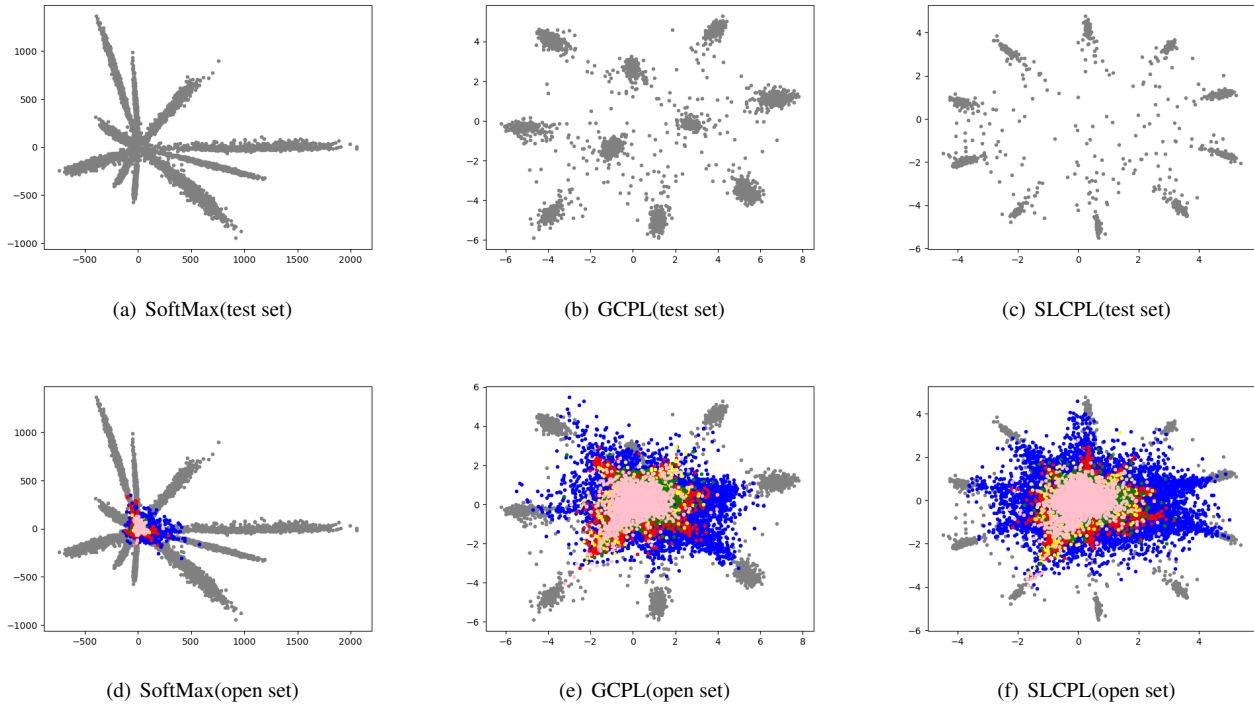 1000
500
0
−500
−1000
−500 0 500 1000 1500 2000
(a) SoftMax(test set)
4
2
0
−2
−4
−6
−6 −4 −2 0 2 4 6 8
(b) GCPL(test set)
4
2
0
−2
−4
−6
−4 −2 0 2 4
(c) SLCPL(test set)
1000
500
0
−500
−1000
−500 0 500 1000 1500 2000
(d) SoftMax(open set)
6
4
2
0
−2
−4
−6
−6 −4 −2 0 2 4 6 8
(e) GCPL(open set)
4
2
0
−2
−4
−6
−4 −2 0 2 4
(f) SLCPL(open set)